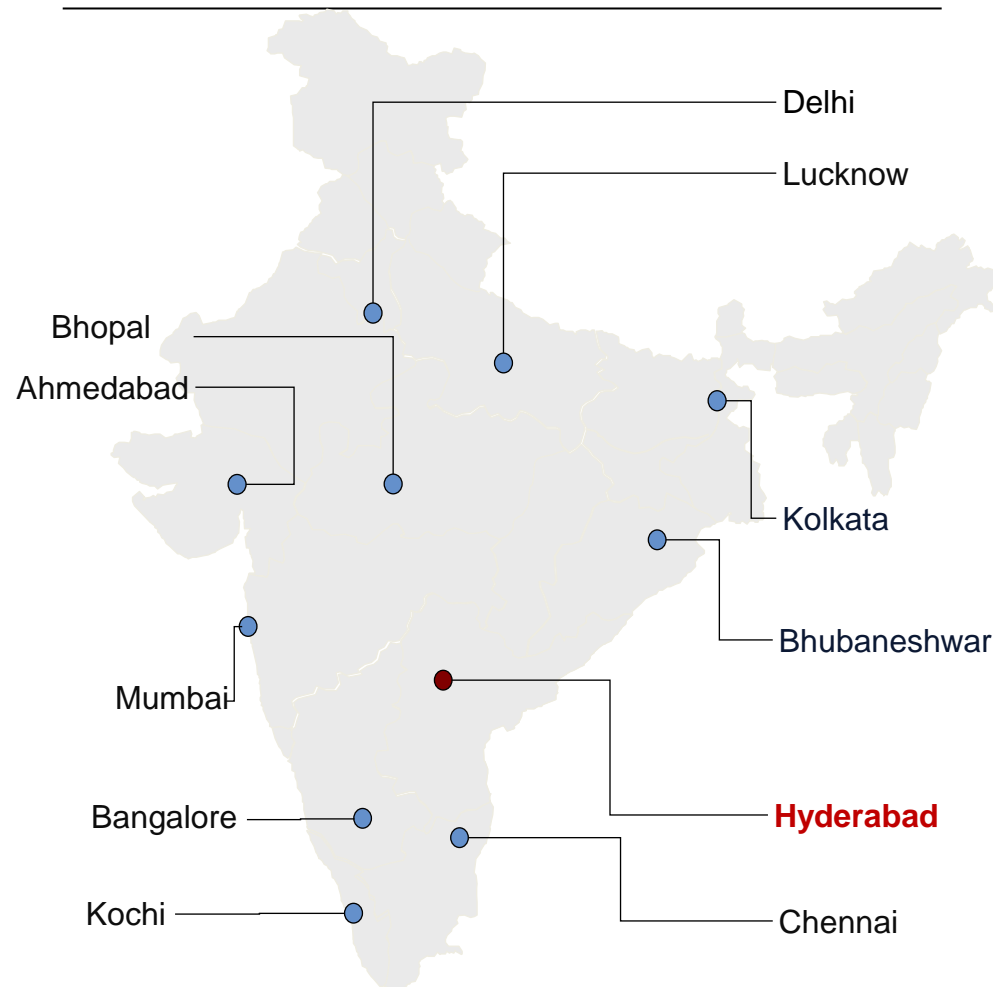 Delhi
Lucknow
Bhopal
Ahmedabad
Kolkata
Bhubaneshwar
Mumbai
Hyderabad
Bangalore
Kochi
Chennai